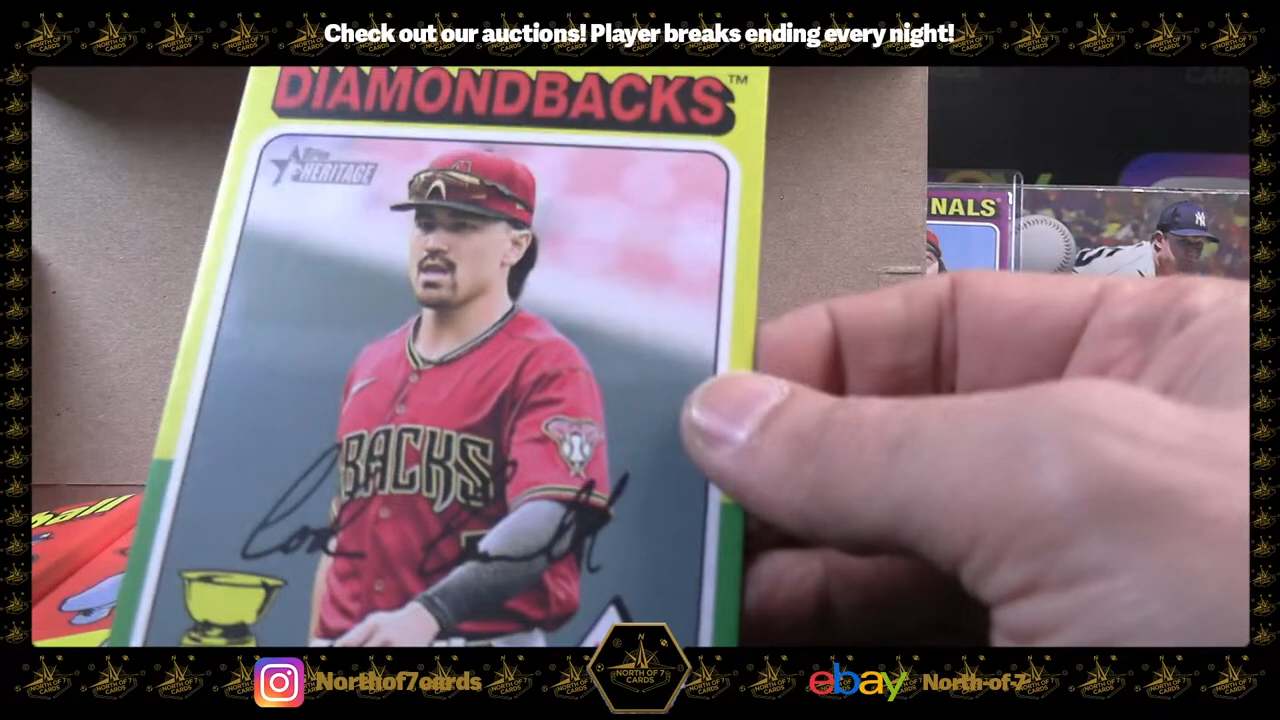 Check out our auctions! Player breaks ending every night!
DIAMONDBACKS™
Topps
HERITAGE
NALS
BACKS
NORTH OF 7
CARDS
Northof7cards
ebay
North-of-7